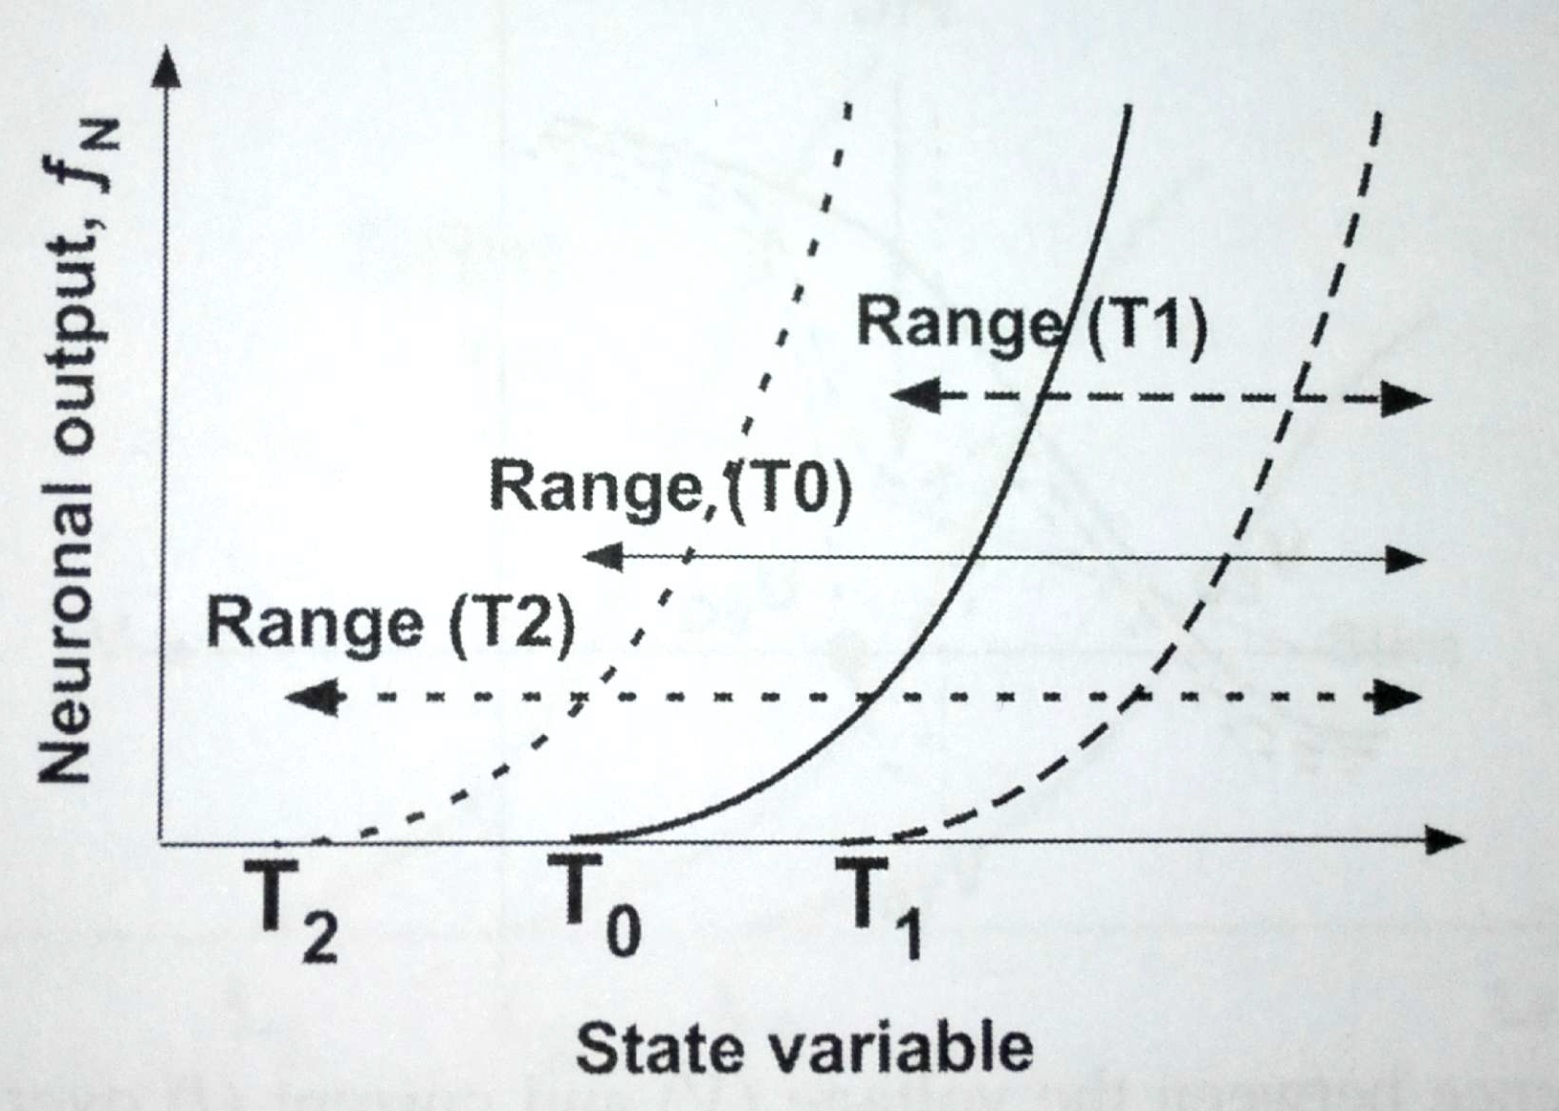 Neuronal output, fN
Range (T1)
Range (T0)
Range (T2)
T2
T0
T1
State variable